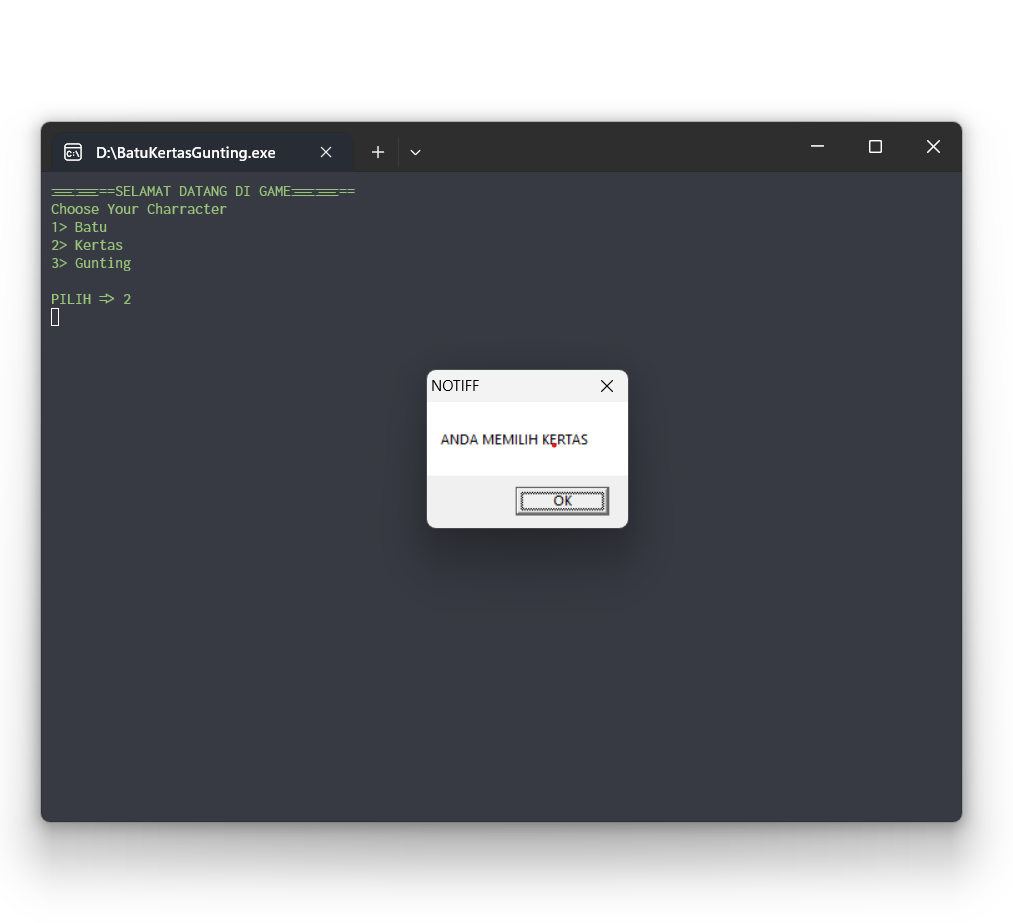 D:\BatuKertasGunting.exe
========SELAMAT DATANG DI GAME========
Choose Your Charracter
1> Batu
2> Kertas
3> Gunting
PILIH => 2
NOTIFF
ANDA MEMILIH KERTAS
OK